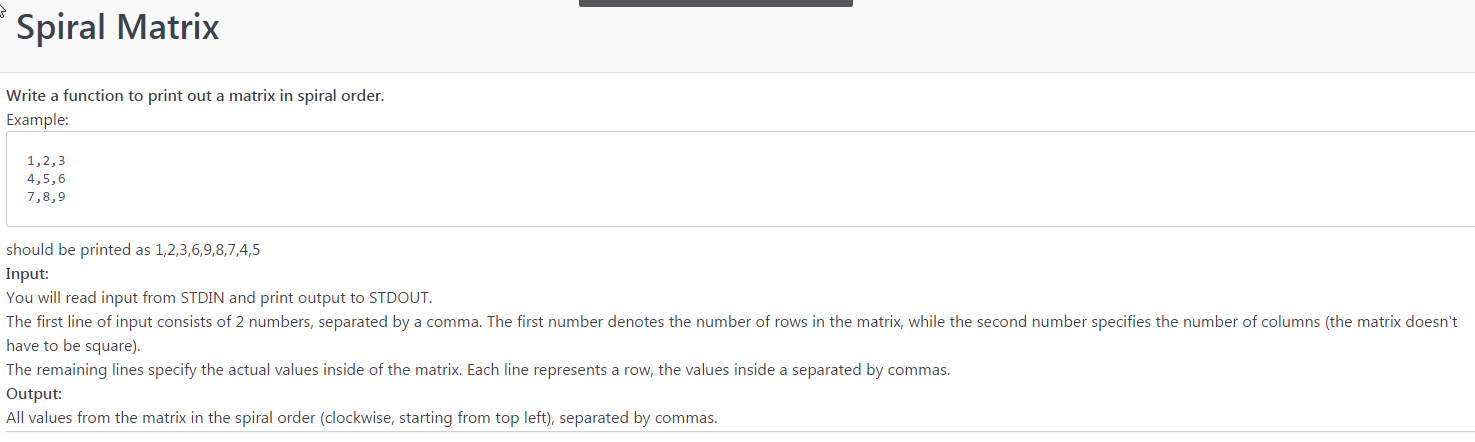 Spiral Matrix
Write a function to print out a matrix in spiral order.
Example:
1,2,3
4,5,6
7,8,9
should be printed as 1,2,3,6,9,8,7,4,5
Input:
You will read input from STDIN and print output to STDOUT.
The first line of input consists of 2 numbers, separated by a comma. The first number denotes the number of rows in the matrix, while the second number specifies the number of columns (the matrix doesn't
have to be square).
The remaining lines specify the actual values inside of the matrix. Each line represents a row, the values inside a separated by commas.
Output:
All values from the matrix in the spiral order (clockwise, starting from top left), separated by commas.